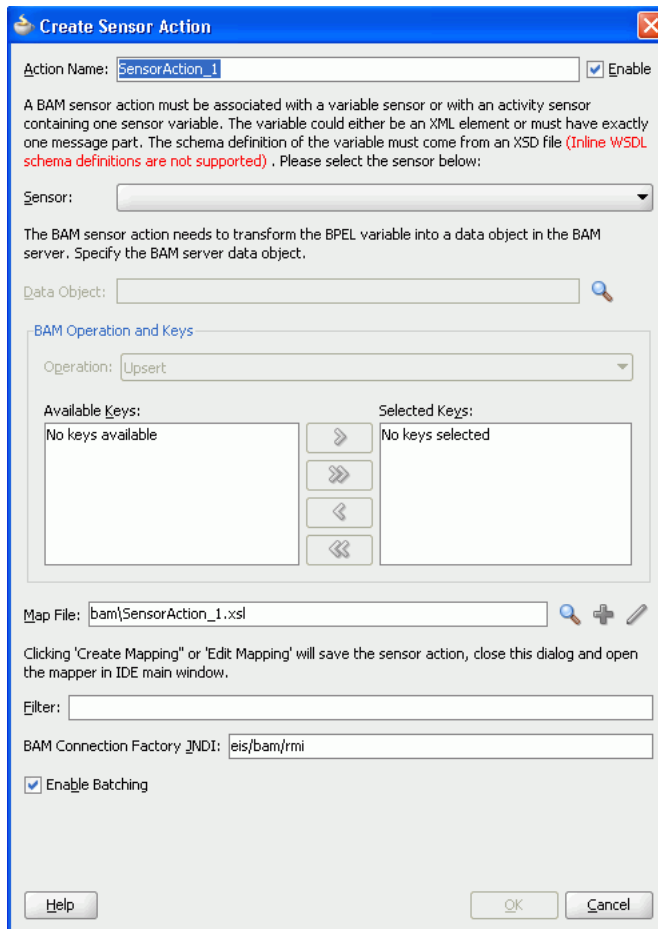 Create Sensor Action
Action Name: SensorAction_1 Enable
A BAM sensor action must be associated with a variable sensor or with an activity sensor
containing one sensor variable. The variable could either be an XML element or must have exactly
one message part. The schema definition of the variable must come from an XSD file (Inline WSDL
schema definitions are not supported) . Please select the sensor below:
Sensor:
The BAM sensor action needs to transform the BPEL variable into a data object in the BAM
server. Specify the BAM server data object.
Data Object:
BAM Operation and Keys
Operation: Upsert
Available Keys: Selected Keys:
No keys available No keys selected
Map File: bam\SensorAction_1.xsl
Clicking 'Create Mapping" or 'Edit Mapping' will save the sensor action, close this dialog and open
the mapper in IDE main window.
Filter:
BAM Connection Factory JNDI: eis/bam/rmi
Enable Batching
Help OK Cancel